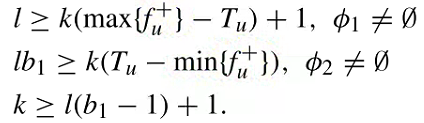 l ≥ k(max{f_u^+} − T_u) + 1, ϕ_1 ≠ ∅
lb_1 ≥ k(T_u − min{f_u^+}), ϕ_2 ≠ ∅
k ≥ l(b_1 − 1) + 1.